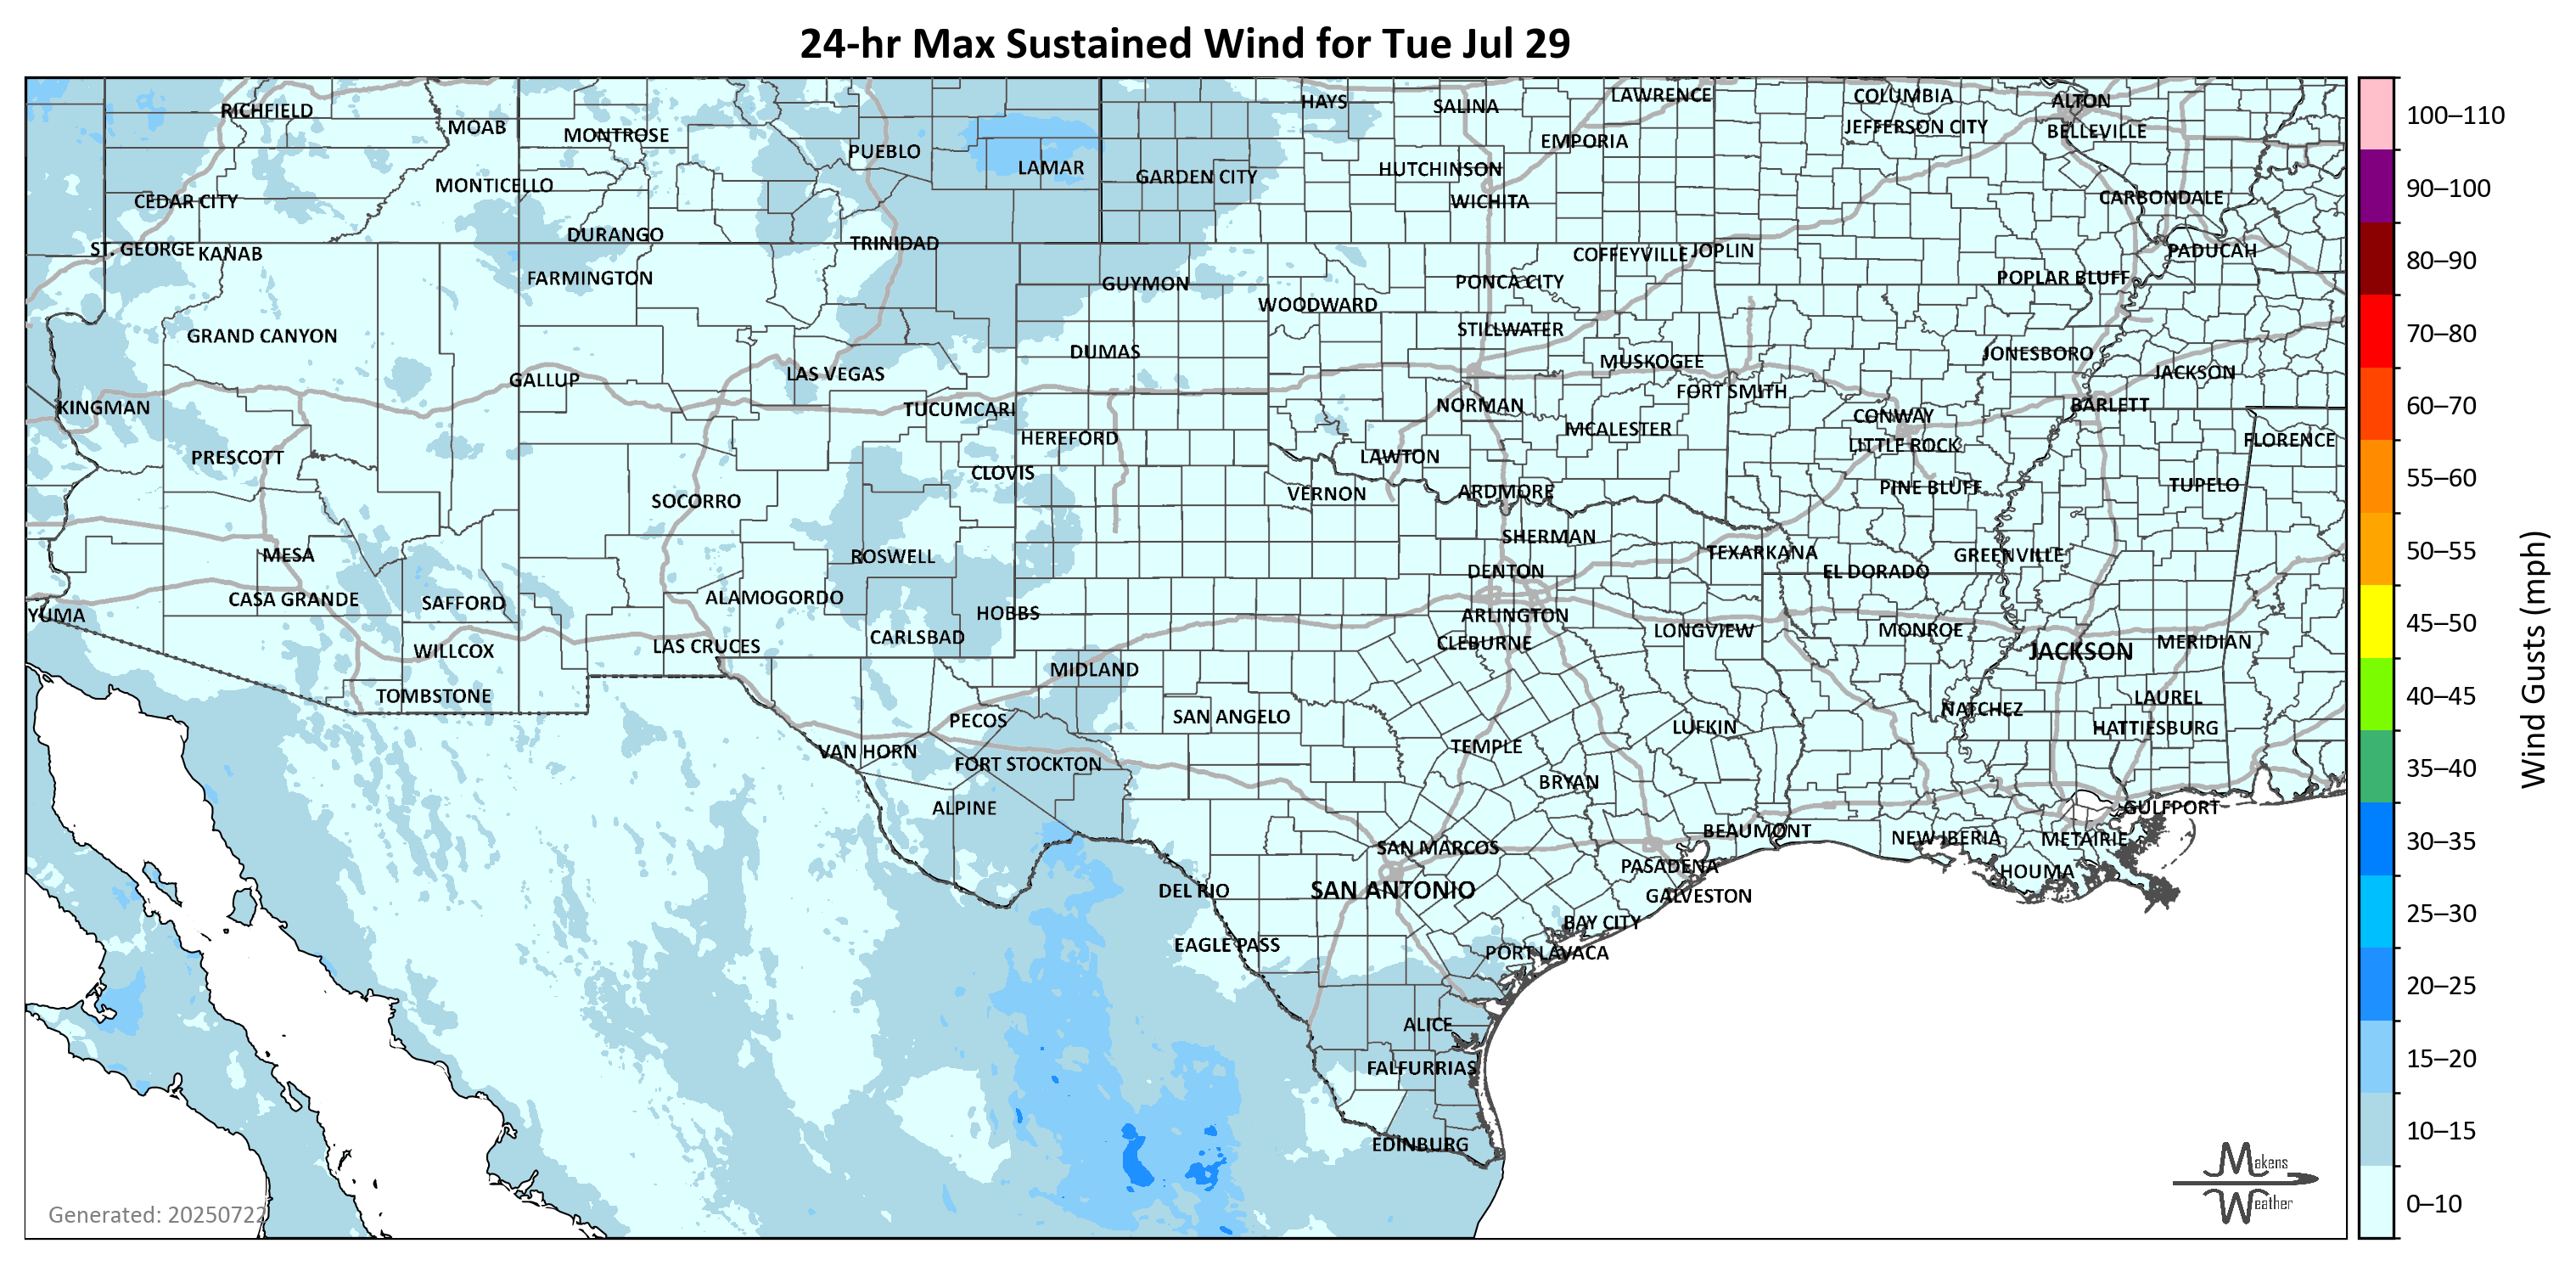 24-hr Max Sustained Wind for Tue Jul 29
RICHFIELD
MOAB
MONTROSE
PUEBLO
LAMAR
GARDEN CITY
HAYS
SALINA
LAWRENCE
EMPORIA
HUTCHINSON
WICHITA
COLUMBIA
JEFFERSON CITY
ALTON
BELLEVILLE
CARBONDALE
CEDAR CITY
MONTICELLO
DURANGO
TRINIDAD
ST. GEORGE
KANAB
FARMINGTON
GUYMON
WOODWARD
PONCA CITY
COFFEYVILLE
JOPLIN
POPLAR BLUFF
PADUCAH
GRAND CANYON
STILLWATER
DUMAS
MUSKOGEE
JONESBORO
JACKSON
GALLUP
LAS VEGAS
FORT SMITH
KINGMAN
TUCUMCARI
NORMAN
CONWAY
BARLETT
HEREFORD
MCALESTER
LITTLE ROCK
FLORENCE
PRESCOTT
CLOVIS
LAWTON
SOCORRO
VERNON
ARDMORE
PINE BLUFF
TUPELO
MESA
ROSWELL
SHERMAN
TEXARKANA
GREENVILLE
DENTON
EL DORADO
YUMA
CASA GRANDE
SAFFORD
ALAMOGORDO
HOBBS
ARLINGTON
WILLCOX
LAS CRUCES
CARLSBAD
CLEBURNE
LONGVIEW
MONROE
JACKSON
MERIDIAN
TOMBSTONE
MIDLAND
PECOS
SAN ANGELO
LUFKIN
NATCHEZ
LAUREL
HATTIESBURG
VAN HORN
FORT STOCKTON
TEMPLE
BRYAN
ALPINE
GULFPORT
SAN MARCOS
BEAUMONT
NEW IBERIA
METAIRIE
DEL RIO
SAN ANTONIO
PASADENA
GALVESTON
HOUMA
EAGLE PASS
BAY CITY
PORT LAVACA
ALICE
FALFURRIAS
EDINBURG
Generated: 20250722
Makens
Weather
100–110
90–100
80–90
70–80
60–70
55–60
50–55
45–50
40–45
35–40
30–35
25–30
20–25
15–20
10–15
0–10
Wind Gusts (mph)